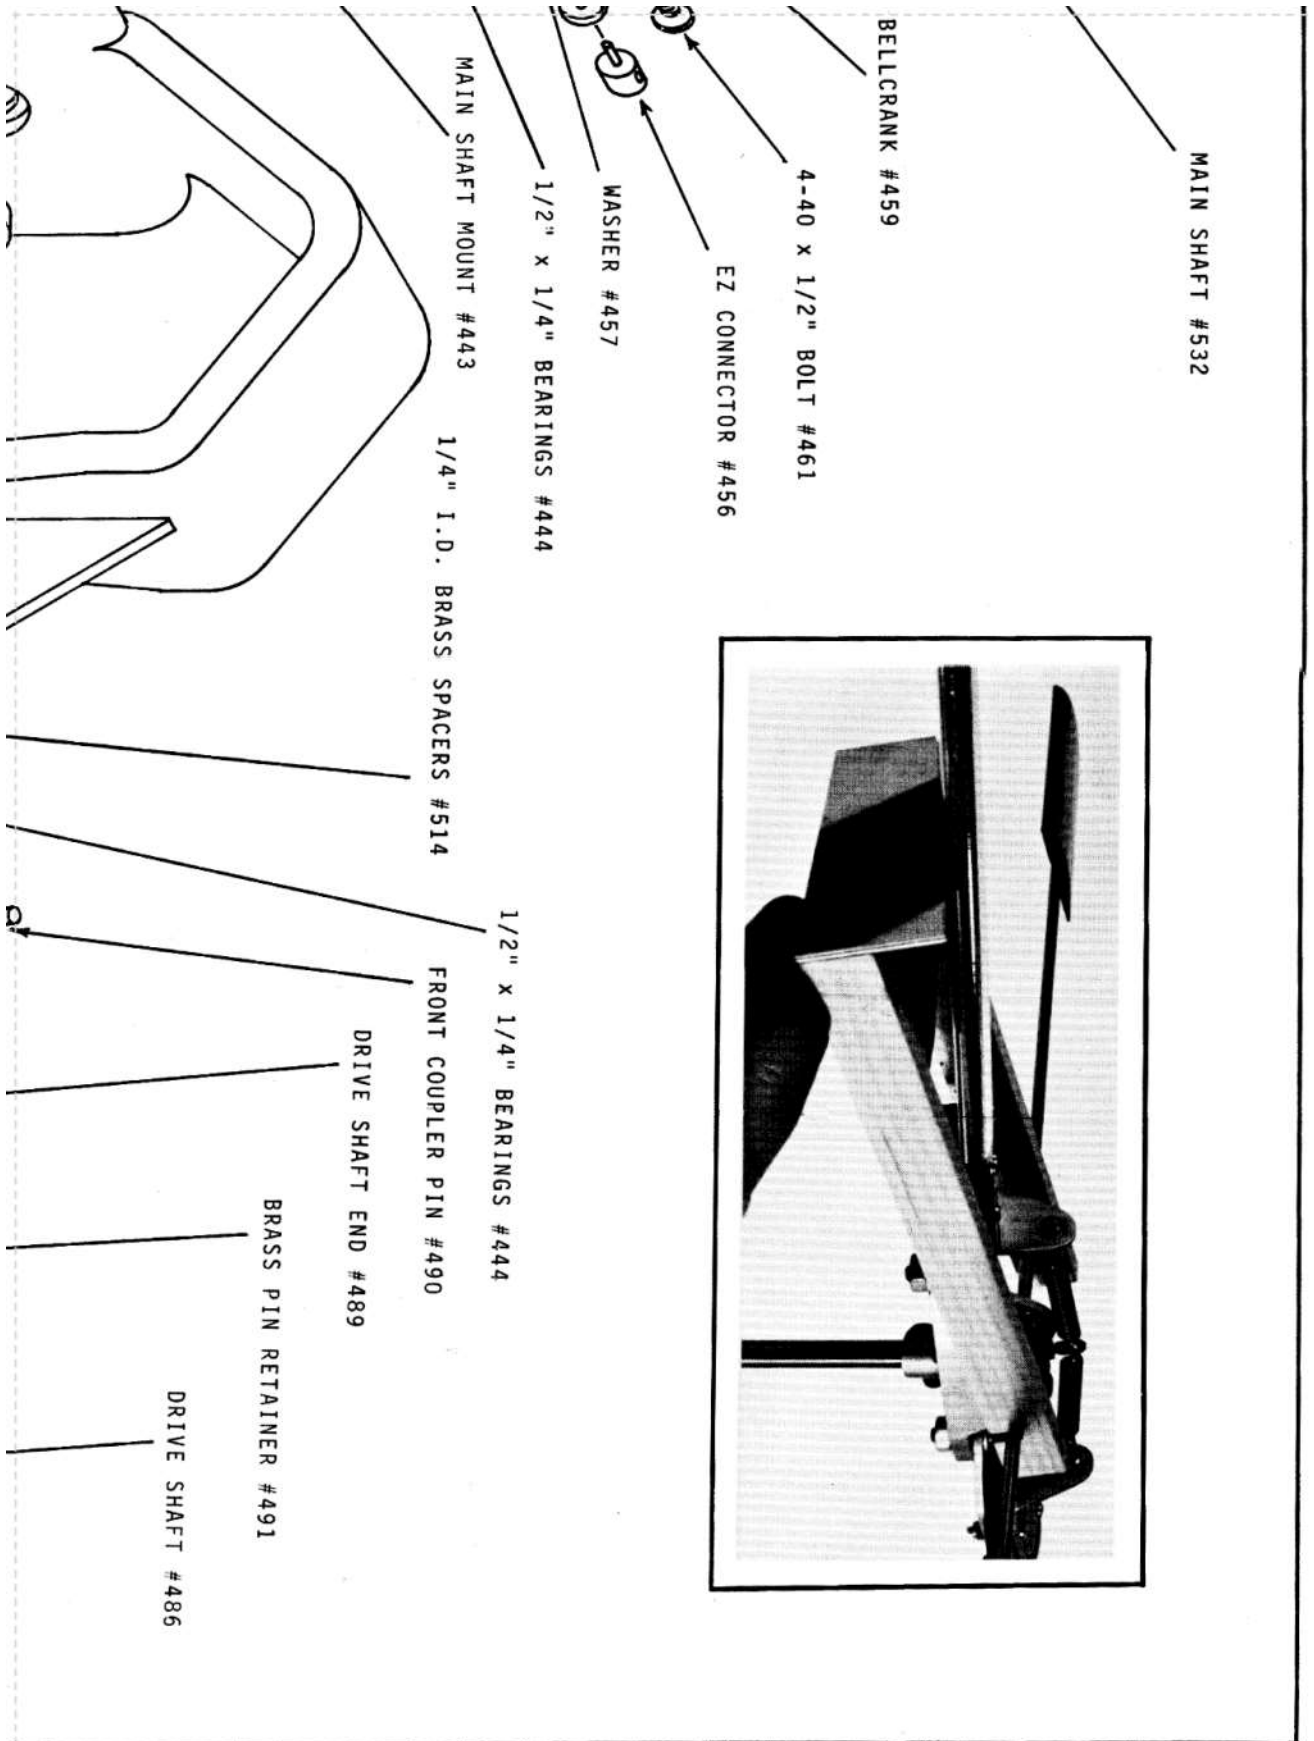 MAIN SHAFT #532
BELLCRANK #459
4-40 x 1/2" BOLT #461
EZ CONNECTOR #456
WASHER #457
1/2" x 1/4" BEARINGS #444
MAIN SHAFT MOUNT #443
1/4" I.D. BRASS SPACERS #514
1/2" x 1/4" BEARINGS #444
FRONT COUPLER PIN #490
DRIVE SHAFT END #489
BRASS PIN RETAINER #491
DRIVE SHAFT #486